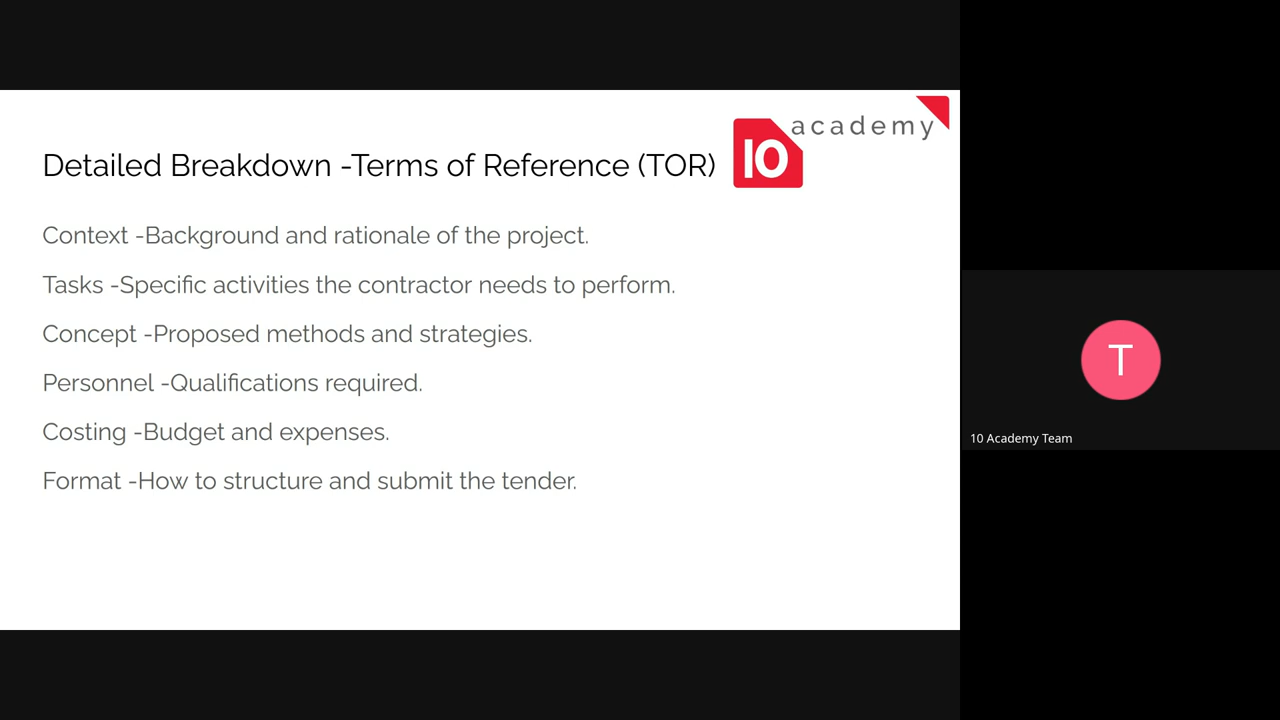 academy
10
Detailed Breakdown -Terms of Reference (TOR)
Context -Background and rationale of the project.
Tasks -Specific activities the contractor needs to perform.
Concept -Proposed methods and strategies.
Personnel -Qualifications required.
Costing -Budget and expenses.
Format -How to structure and submit the tender.
T
10 Academy Team